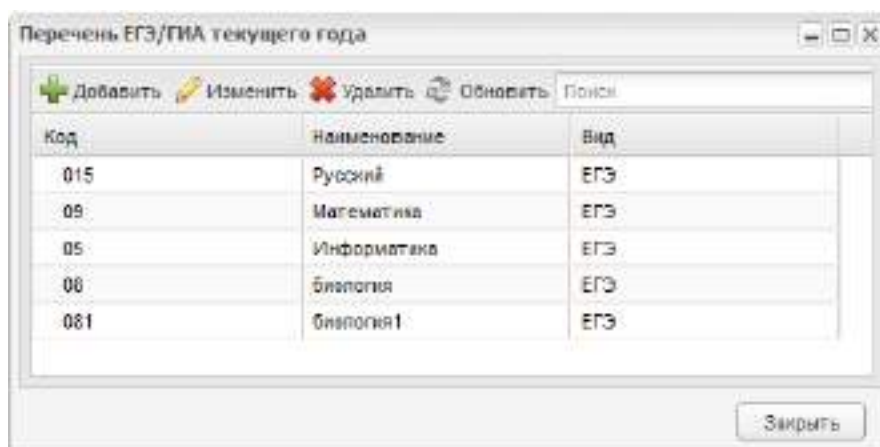 Перечень ЕГЭ/ГИА текущего года
Добавить Изменить Удалить Обновить Поиск
Код Наименование Вид
015 Русский ЕГЭ
09 Математика ЕГЭ
05 Информатика ЕГЭ
08 биология ЕГЭ
081 биология1 ЕГЭ
Закрыть